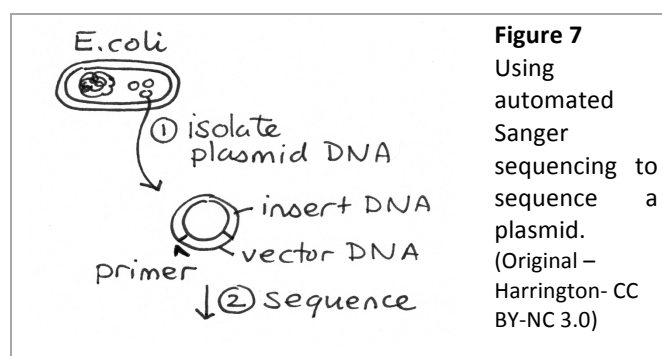 E.coli
① isolate
plasmid DNA
insert DNA
vector DNA
primer
② sequence
Figure 7
Using
automated
Sanger
sequencing to
sequence a
plasmid.
(Original –
Harrington- CC
BY-NC 3.0)